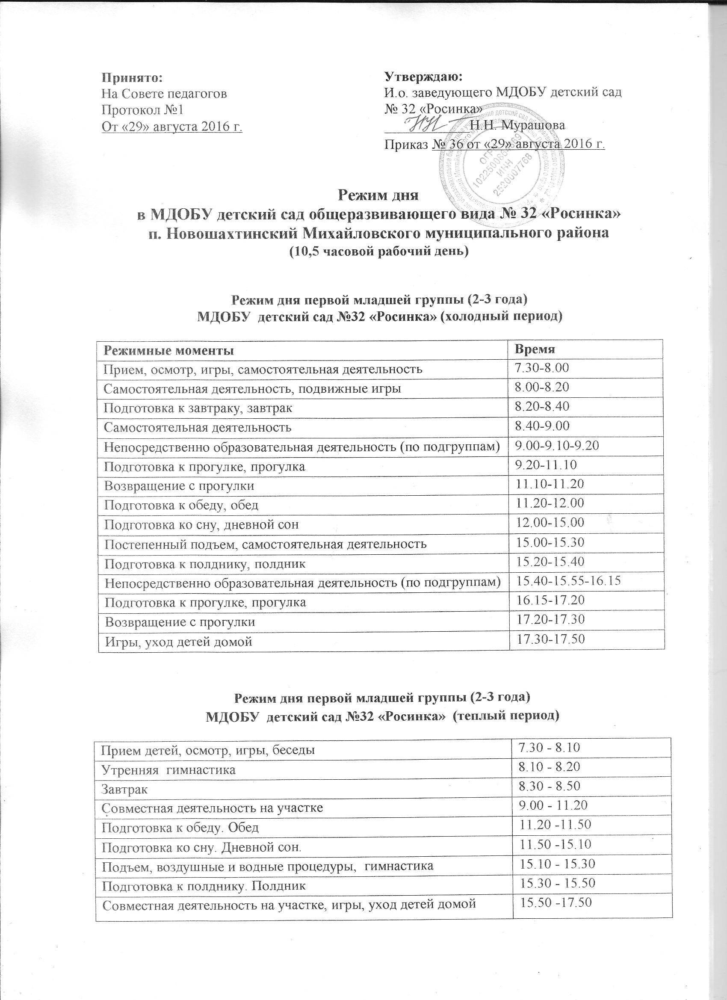 Принято:
На Совете педагогов
Протокол №1
От «29» августа 2016 г.
Утверждаю:
И.о. заведующего МДОБУ детский сад
№ 32 «Росинка»
____________Н.Н. Мурашова
Приказ № 36 от «29» августа 2016 г.
ОГРН
ИНН
2520007768
Режим дня
в МДОБУ детский сад общеразвивающего вида № 32 «Росинка»
п. Новошахтинский Михайловского муниципального района
(10,5 часовой рабочий день)
Режим дня первой младшей группы (2-3 года)
МДОБУ детский сад №32 «Росинка» (холодный период)
Режимные моменты Время
Прием, осмотр, игры, самостоятельная деятельность 7.30-8.00
Самостоятельная деятельность, подвижные игры 8.00-8.20
Подготовка к завтраку, завтрак 8.20-8.40
Самостоятельная деятельность 8.40-9.00
Непосредственно образовательная деятельность (по подгруппам) 9.00-9.10-9.20
Подготовка к прогулке, прогулка 9.20-11.10
Возвращение с прогулки 11.10-11.20
Подготовка к обеду, обед 11.20-12.00
Подготовка ко сну, дневной сон 12.00-15.00
Постепенный подъем, самостоятельная деятельность 15.00-15.30
Подготовка к полднику, полдник 15.20-15.40
Непосредственно образовательная деятельность (по подгруппам) 15.40-15.55-16.15
Подготовка к прогулке, прогулка 16.15-17.20
Возвращение с прогулки 17.20-17.30
Игры, уход детей домой 17.30-17.50
Режим дня первой младшей группы (2-3 года)
МДОБУ детский сад №32 «Росинка» (теплый период)
Прием детей, осмотр, игры, беседы 7.30 - 8.10
Утренняя гимнастика 8.10 - 8.20
Завтрак 8.30 - 8.50
Совместная деятельность на участке 9.00 - 11.20
Подготовка к обеду. Обед 11.20 -11.50
Подготовка ко сну. Дневной сон. 11.50 -15.10
Подъем, воздушные и водные процедуры, гимнастика 15.10 - 15.30
Подготовка к полднику. Полдник 15.30 - 15.50
Совместная деятельность на участке, игры, уход детей домой 15.50 -17.50